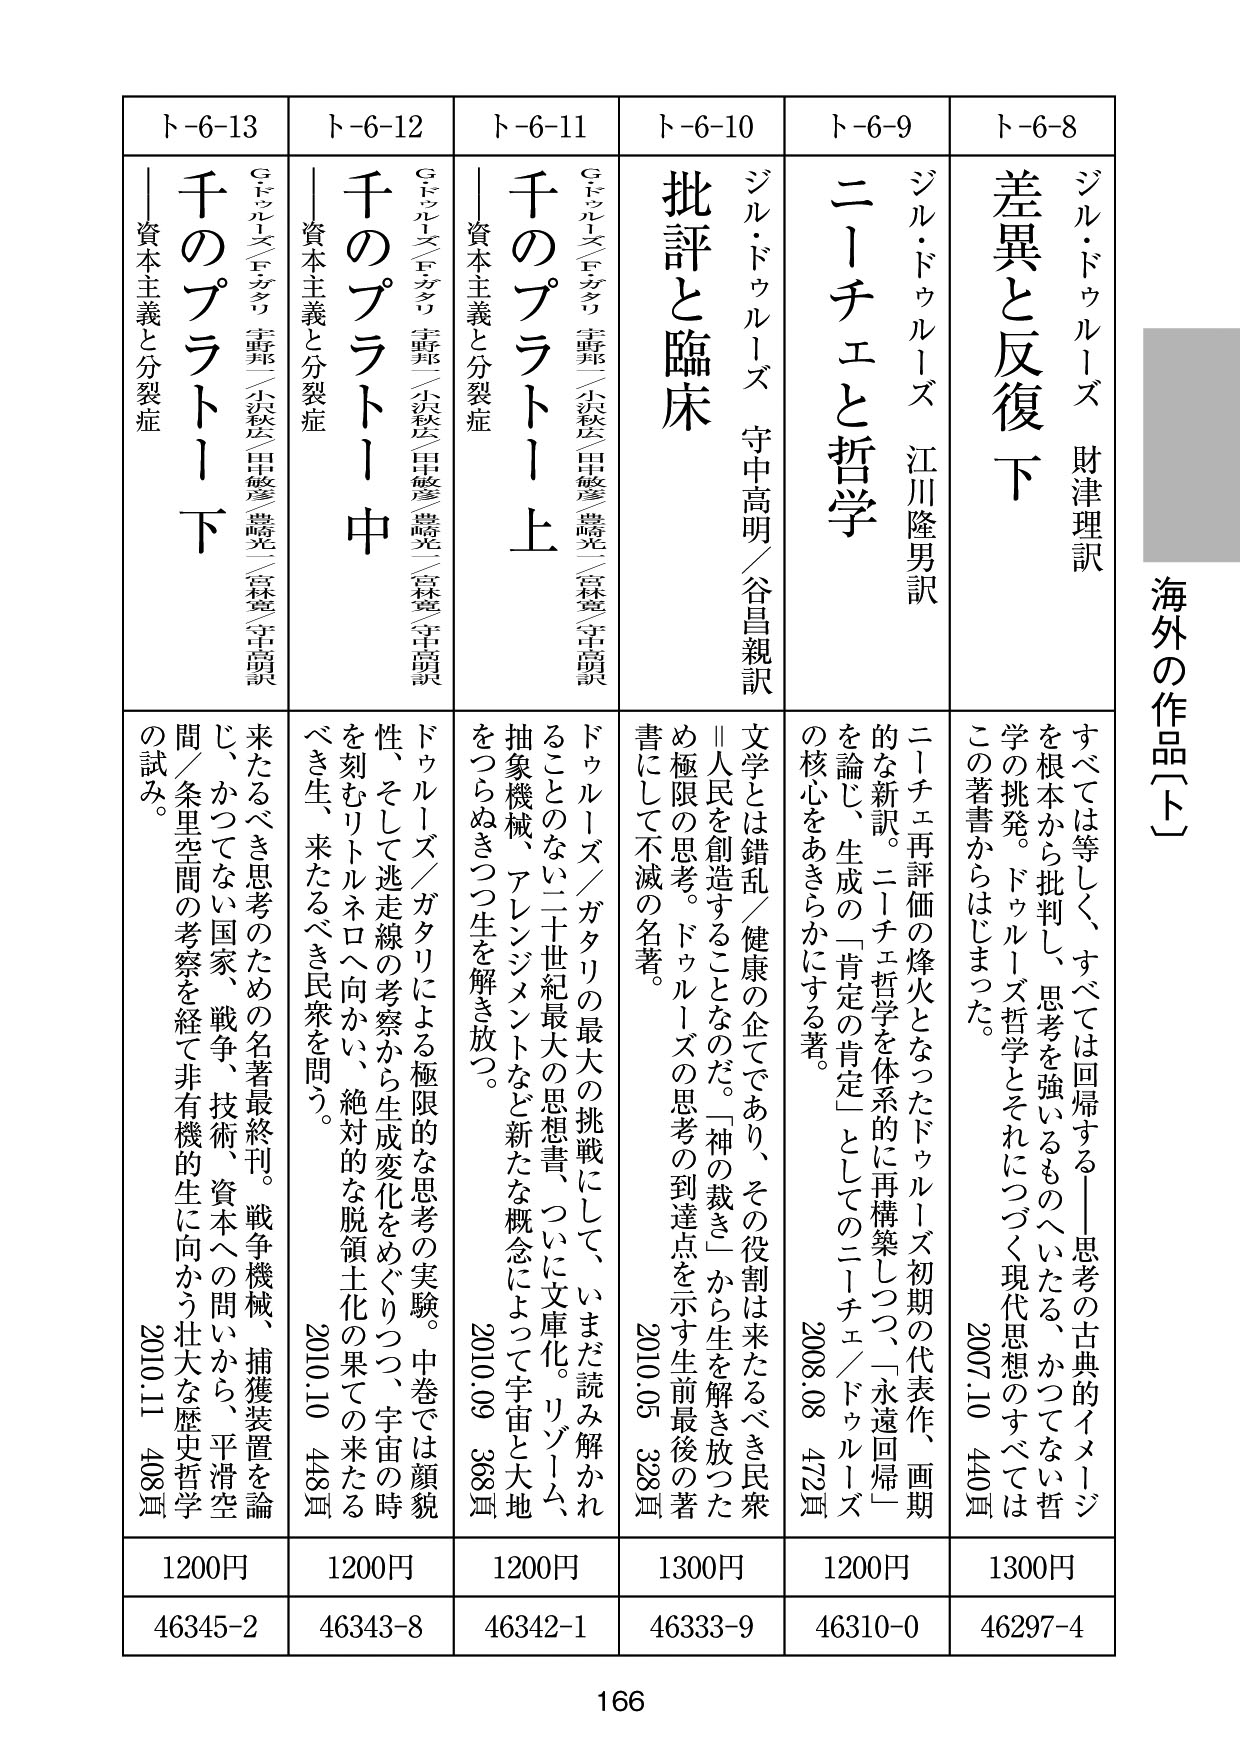 海外の作品〔ト〕
ト-6-8
ジル・ドゥルーズ　財津理訳
差異と反復 下
すべては等しく、すべては回帰する——思考の古典的イメージ
を根本から批判し、思考を強いるものへいたる、かつてない哲
学の挑発。ドゥルーズ哲学とそれにつづく現代思想のすべては
この著書からはじまった。　2007.10　440頁
1300円
46297-4
ト-6-9
ジル・ドゥルーズ　江川隆男訳
ニーチェと哲学
ニーチェ再評価の烽火となったドゥルーズ初期の代表作、画期
的な新訳。ニーチェ哲学を体系的に再構築しつつ、「永遠回帰」
を論じ、生成の「肯定の肯定」としてのニーチェ／ドゥルーズ
の核心をあきらかにする著。　2008.08　472頁
1200円
46310-0
ト-6-10
ジル・ドゥルーズ　守中高明／谷昌親訳
批評と臨床
文学とは錯乱／健康の企てであり、その役割は来たるべき民衆
＝人民を創造することなのだ。「神の裁き」から生を解き放つた
め極限の思考。ドゥルーズの思考の到達点を示す生前最後の著
書にして不滅の名著。　2010.05　328頁
1300円
46333-9
ト-6-11
G・ドゥルーズ／F・ガタリ　宇野邦一／小沢秋広／田中敏彦／豊崎光一／宮林寛／守中高明訳
千のプラトー 上
——資本主義と分裂症
ドゥルーズ／ガタリの最大の挑戦にして、いまだ読み解かれ
ることのない二十世紀最大の思想書、ついに文庫化。リゾーム、
抽象機械、アレンジメントなど新たな概念によって宇宙と大地
をつらぬきつつ生を解き放つ。　2010.09　368頁
1200円
46342-1
ト-6-12
G・ドゥルーズ／F・ガタリ　宇野邦一／小沢秋広／田中敏彦／豊崎光一／宮林寛／守中高明訳
千のプラトー 中
——資本主義と分裂症
ドゥルーズ／ガタリによる極限的な思考の実験。中巻では顔貌
性、そして逃走線の考察から生成変化をめぐりつつ、宇宙の時
を刻むリトルネロへ向かい、絶対的な脱領土化の果ての来たる
べき生、来たるべき民衆を問う。　2010.10　448頁
1200円
46343-8
ト-6-13
G・ドゥルーズ／F・ガタリ　宇野邦一／小沢秋広／田中敏彦／豊崎光一／宮林寛／守中高明訳
千のプラトー 下
——資本主義と分裂症
来たるべき思考のための名著最終刊。戦争機械、捕獲装置を論
じ、かつてない国家、戦争、技術、資本への問いから、平滑空
間／条里空間の考察を経て非有機的生に向かう壮大な歴史哲学
の試み。　2010.11　408頁
1200円
46345-2
166